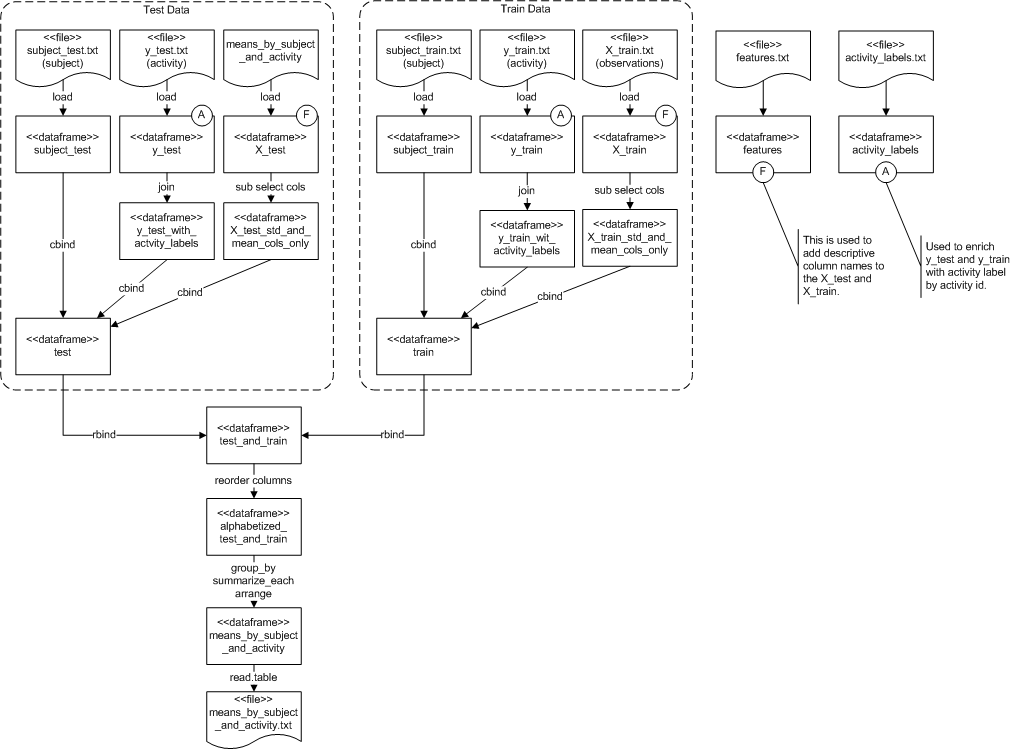 Test Data
<<file>>
subject_test.txt
(subject)
<<file>>
y_test.txt
(activity)
means_by_subject
_and_activity
load
load
load
A
F
<<dataframe>>
subject_test
<<dataframe>>
y_test
<<dataframe>>
X_test
join
sub select cols
<<dataframe>>
y_test_with_
actvity_labels
<<dataframe>>
X_test_std_and_
mean_cols_only
cbind
cbind
cbind
<<dataframe>>
test
Train Data
<<file>>
subject_train.txt
(subject)
<<file>>
y_train.txt
(activity)
<<file>>
X_train.txt
(observations)
load
load
load
A
F
<<dataframe>>
subject_train
<<dataframe>>
y_train
<<dataframe>>
X_train
join
sub select cols
<<dataframe>>
y_train_wit_
activity_labels
<<dataframe>>
X_train_std_and_
mean_cols_only
cbind
cbind
cbind
<<dataframe>>
train
<<file>>
features.txt
<<file>>
activity_labels.txt
<<dataframe>>
features
F
<<dataframe>>
activity_labels
A
This is used to
add descriptive
column names to
the X_test and
X_train.
Used to enrich
y_test and y_train
with activity label
by activity id.
rbind
rbind
<<dataframe>>
test_and_train
reorder columns
<<dataframe>>
alphabetized_
test_and_train
group_by
summarize_each
arrange
<<dataframe>>
means_by_subject
_and_activity
read.table
<<file>>
means_by_subject
_and_activity.txt